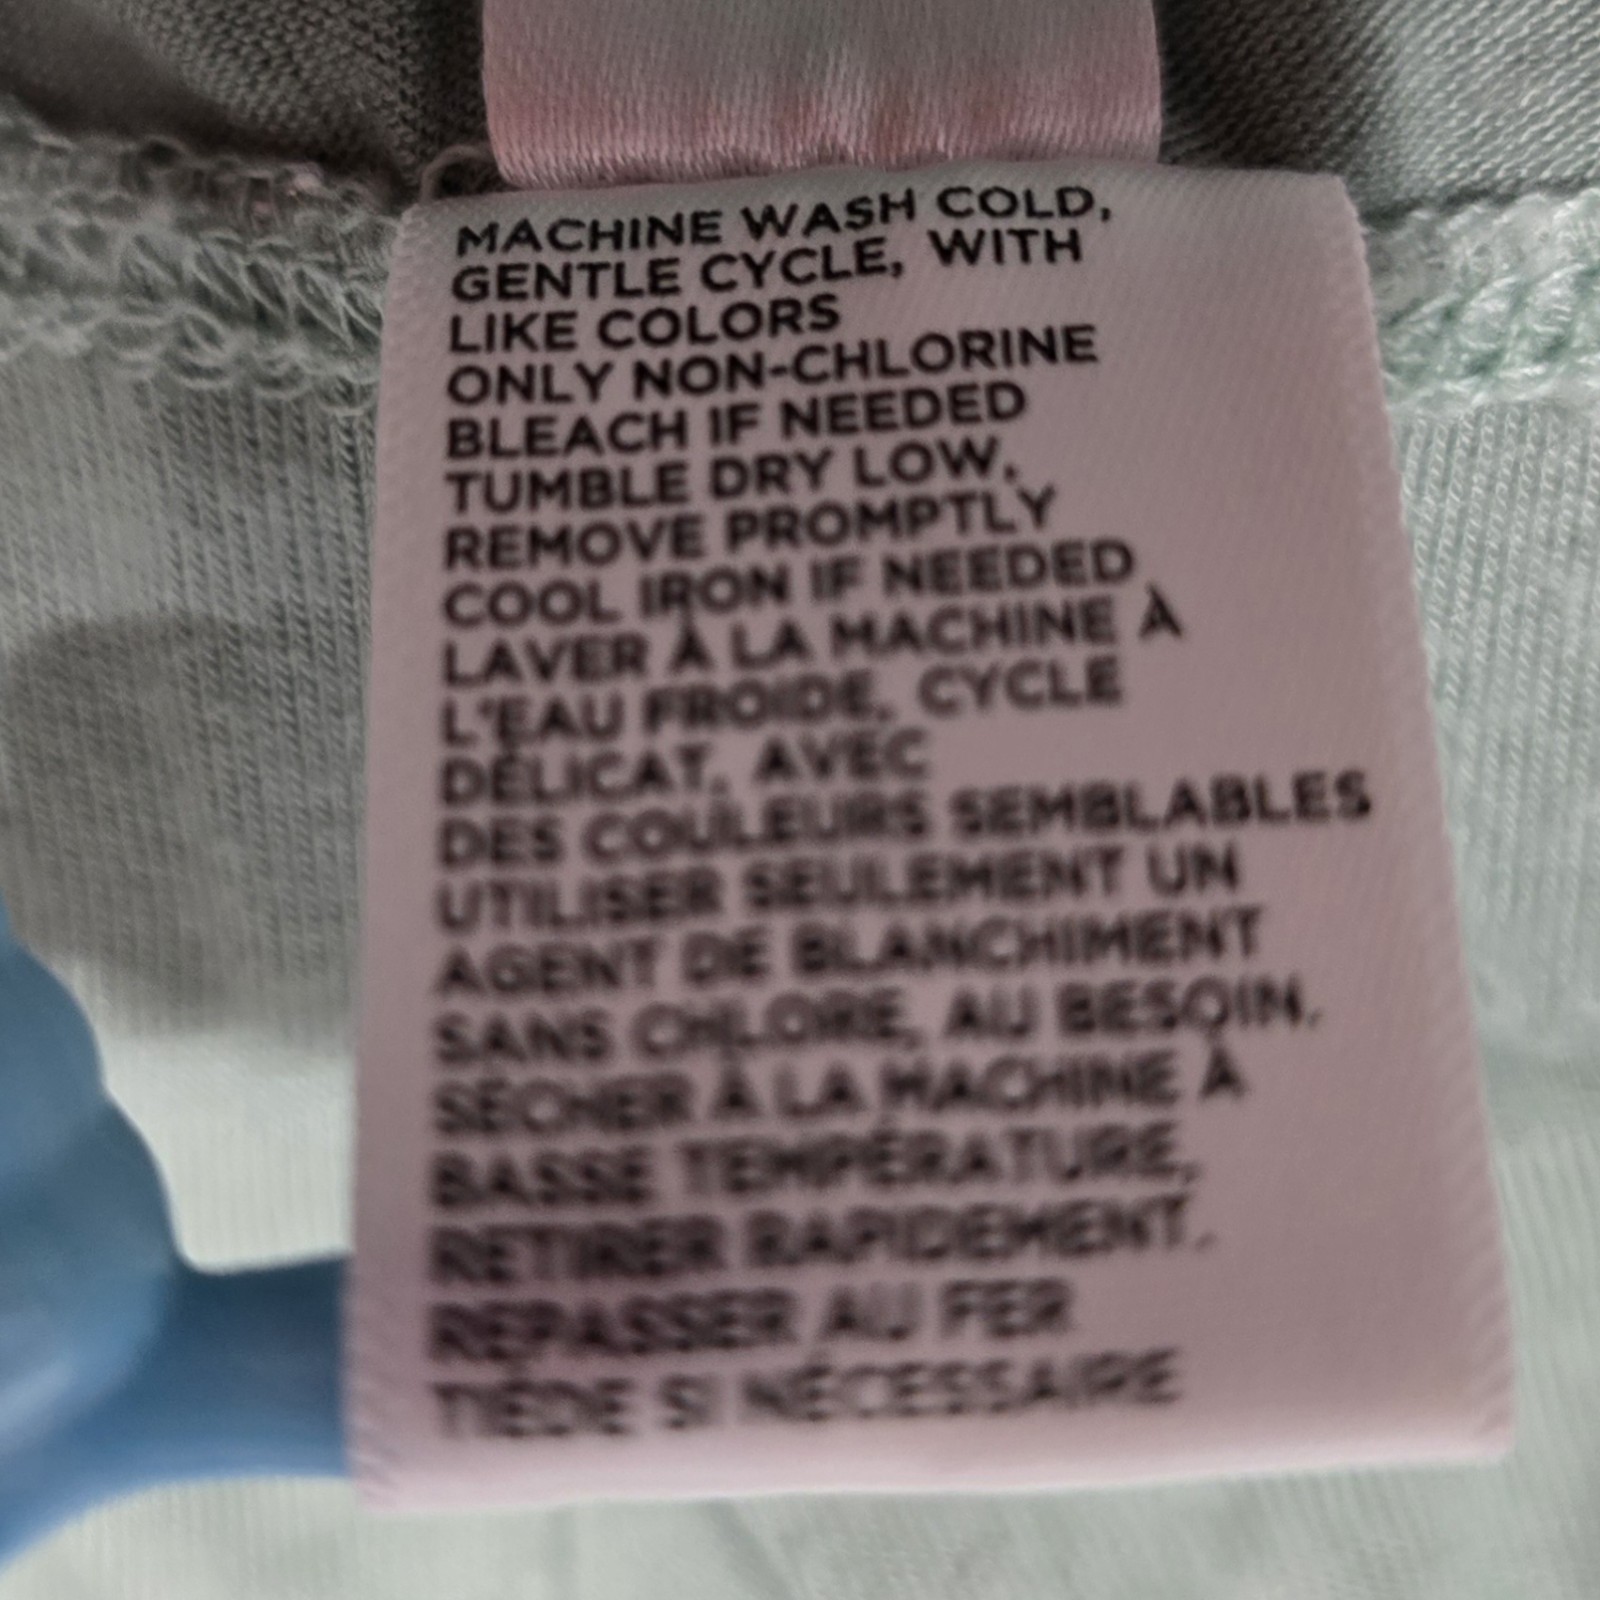 MACHINE WASH COLD,
GENTLE CYCLE, WITH
LIKE COLORS
ONLY NON-CHLORINE
BLEACH IF NEEDED
TUMBLE DRY LOW,
REMOVE PROMPTLY
COOL IRON IF NEEDED
LAVER À LA MACHINE À
L'EAU FROIDE, CYCLE
DÉLICAT, AVEC
DES COULEURS SEMBLABLES
UTILISER SEULEMENT UN
AGENT DE BLANCHIMENT
SANS CHLORE, AU BESOIN.
SÉCHER À LA MACHINE À
BASSE TEMPÉRATURE,
RETIRER RAPIDEMENT.
REPASSER AU FER
TIÈDE SI NÉCESSAIRE